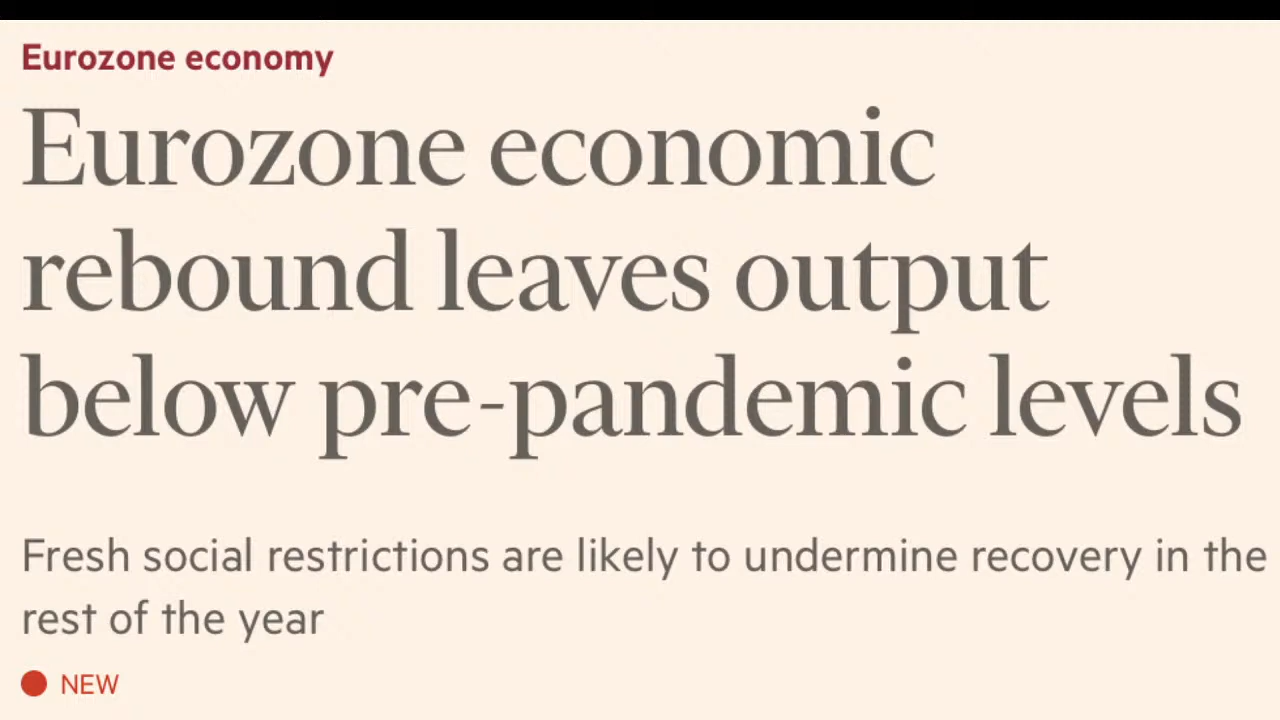 Eurozone economy
Eurozone economic
rebound leaves output
below pre-pandemic levels
Fresh social restrictions are likely to undermine recovery in the
rest of the year
NEW